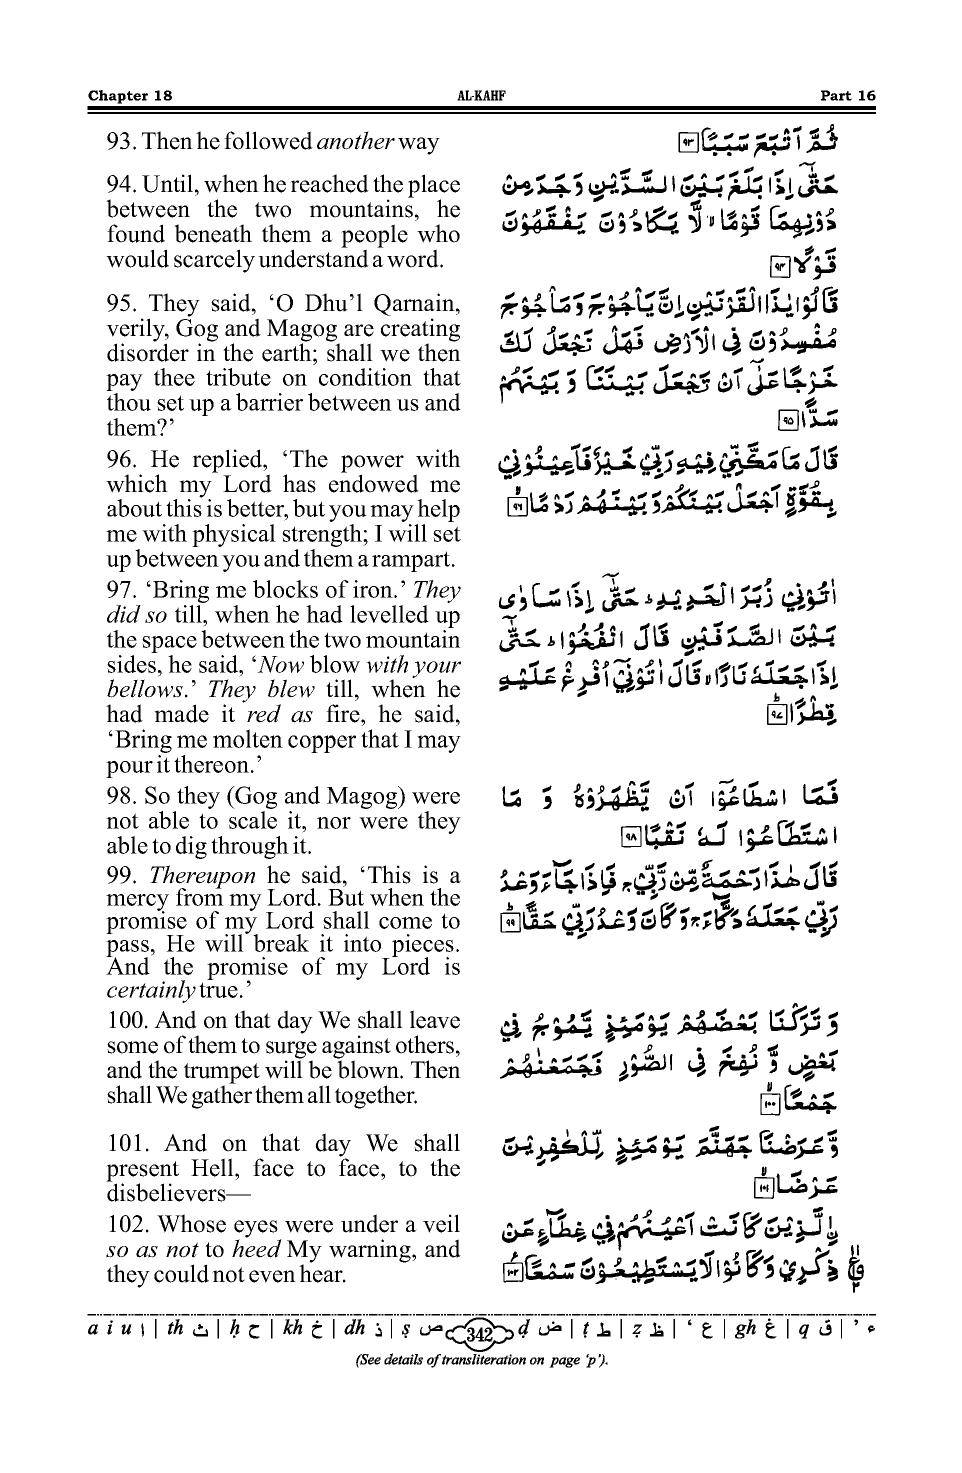 Chapter 18 AL-KAHF Part 16
93. Then he followed another way
ثُمَّ اَتْبَعَ سَبَبًا ﴿۹۳﴾
94. Until, when he reached the place
between the two mountains, he
found beneath them a people who
would scarcely understand a word.
حَتّٰۤی اِذَا بَلَغَ بَیْنَ السَّدَّیْنِ وَجَدَ مِنْ
دُوْنِهِمَا قَوْمًا ۙ لَّا یَكَادُوْنَ یَفْقَهُوْنَ
قَوْلًا ﴿۹۴﴾
95. They said, ‘O Dhu’l Qarnain,
verily, Gog and Magog are creating
disorder in the earth; shall we then
pay thee tribute on condition that
thou set up a barrier between us and
them?’
قَالُوْا یٰذَا الْقَرْنَیْنِ اِنَّ یَاْجُوْجَ وَ مَاْجُوْجَ
مُفْسِدُوْنَ فِی الْاَرْضِ فَهَلْ نَجْعَلُ لَكَ
خَرْجًا عَلٰۤی اَنْ تَجْعَلَ بَیْنَنَا وَ بَیْنَهُمْ
سَدًّا ﴿۹۵﴾
96. He replied, ‘The power with
which my Lord has endowed me
about this is better, but you may help
me with physical strength; I will set
up between you and them a rampart.
قَالَ مَا مَكَّنِّیْ فِیْهِ رَبِّیْ خَیْرٌ فَاَعِیْنُوْنِیْ
بِقُوَّةٍ اَجْعَلْ بَیْنَكُمْ وَ بَیْنَهُمْ رَدْمًا ﴿۹۶﴾
97. ‘Bring me blocks of iron.’ They
did so till, when he had levelled up
the space between the two mountain
sides, he said, ‘Now blow with your
bellows.’ They blew till, when he
had made it red as fire, he said,
‘Bring me molten copper that I may
pour it thereon.’
اٰتُوْنِیْ زُبَرَ الْحَدِیْدِ ؕ حَتّٰۤی اِذَا سَاوٰی
بَیْنَ الصَّدَفَیْنِ قَالَ انْفُخُوْا ؕ حَتّٰۤی
اِذَا جَعَلَهٗ نَارًا ۙ قَالَ اٰتُوْنِیْۤ اُفْرِغْ عَلَیْهِ
قِطْرًا ﴿۹۷﴾
98. So they (Gog and Magog) were
not able to scale it, nor were they
able to dig through it.
فَمَا اسْطَاعُوْۤا اَنْ یَّظْهَرُوْهُ وَ مَا
اسْتَطَاعُوْا لَهٗ نَقْبًا ﴿۹۸﴾
99. Thereupon he said, ‘This is a
mercy from my Lord. But when the
promise of my Lord shall come to
pass, He will break it into pieces.
And the promise of my Lord is
certainly true.’
قَالَ هٰذَا رَحْمَةٌ مِّنْ رَّبِّیْ ۚ فَاِذَا جَآءَ وَعْدُ
رَبِّیْ جَعَلَهٗ دَكَّآءَ ۚ وَ كَانَ وَعْدُ رَبِّیْ حَقًّا ﴿۹۹﴾
100. And on that day We shall leave
some of them to surge against others,
and the trumpet will be blown. Then
shall We gather them all together.
وَ تَرَكْنَا بَعْضَهُمْ یَوْمَئِذٍ یَّمُوْجُ فِیْ
بَعْضٍ وَّ نُفِخَ فِی الصُّوْرِ فَجَمَعْنٰهُمْ
جَمْعًا ﴿۱۰۰﴾
101. And on that day We shall
present Hell, face to face, to the
disbelievers—
وَّ عَرَضْنَا جَهَنَّمَ یَوْمَئِذٍ لِّلْكٰفِرِیْنَ
عَرْضَا ﴿۱۰۱﴾
102. Whose eyes were under a veil
so as not to heed My warning, and
they could not even hear.
الَّذِیْنَ كَانَتْ اَعْیُنُهُمْ فِیْ غِطَآءٍ عَنْ
ذِكْرِیْ وَ كَانُوْا لَا یَسْتَطِیْعُوْنَ سَمْعًا ﴿۱۰۲﴾
a i u ا | th ث | ḥ ح | kh خ | dh ذ | ṣ ص 342 ḍ ض | ṭ ط | ẓ ظ | ‘ ع | gh غ | q ق | ’ ء
(See details of transliteration on page ‘p’).